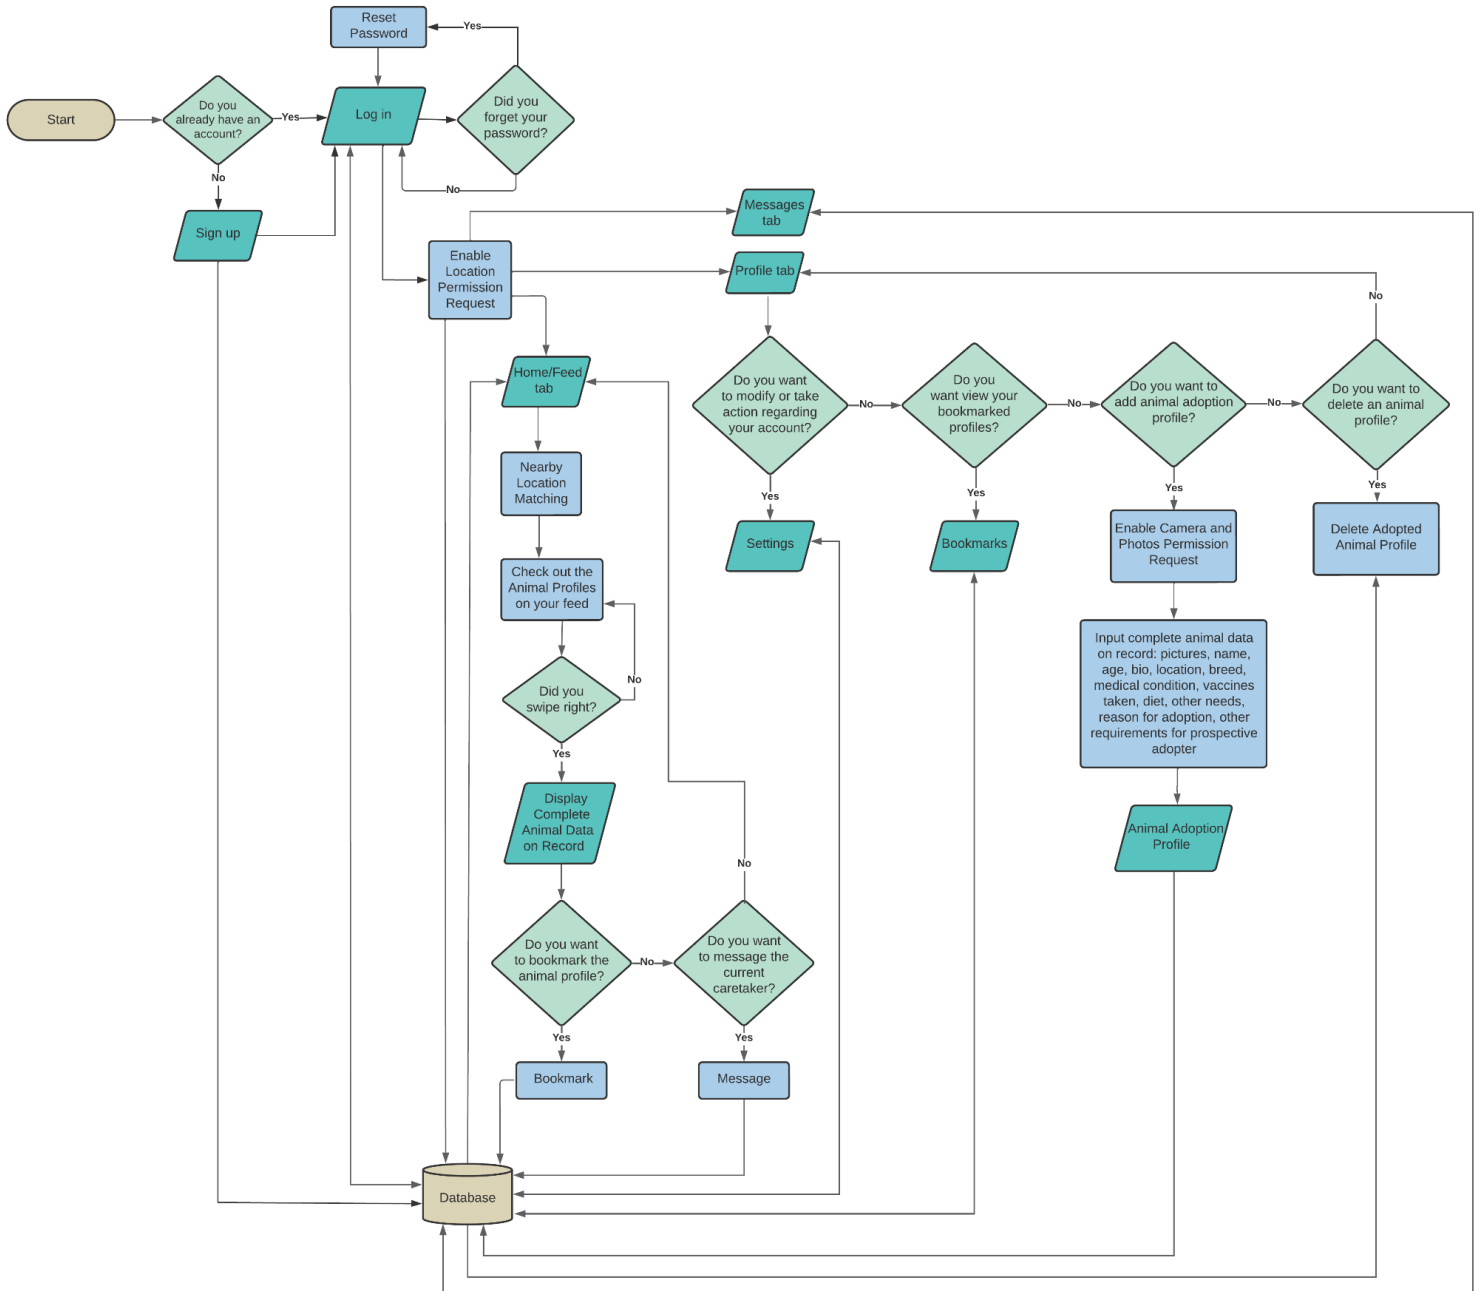 Reset
Password
Yes
Start
Do you
already have an
account?
Yes
Log in
Did you
forget your
password?
No
No
Sign up
Messages
tab
Enable
Location
Permission
Request
Profile tab
No
Home/Feed
tab
Do you want
to modify or take
action regarding
your account?
No
Do you
want view your
bookmarked
profiles?
No
Do you want to
add animal adoption
profile?
No
Do you want to
delete an animal
profile?
Nearby
Location
Matching
Yes
Yes
Yes
Yes
Settings
Bookmarks
Enable Camera and
Photos Permission
Request
Delete Adopted
Animal Profile
Check out the
Animal Profiles
on your feed
No
Did you
swipe right?
Yes
Input complete animal data
on record: pictures, name,
age, bio, location, breed,
medical condition, vaccines
taken, diet, other needs,
reason for adoption, other
requirements for prospective
adopter
Display
Complete
Animal Data
on Record
Animal Adoption
Profile
No
Do you want
to bookmark the
animal profile?
No
Do you want
to message the
current
caretaker?
Yes
Yes
Bookmark
Message
Database